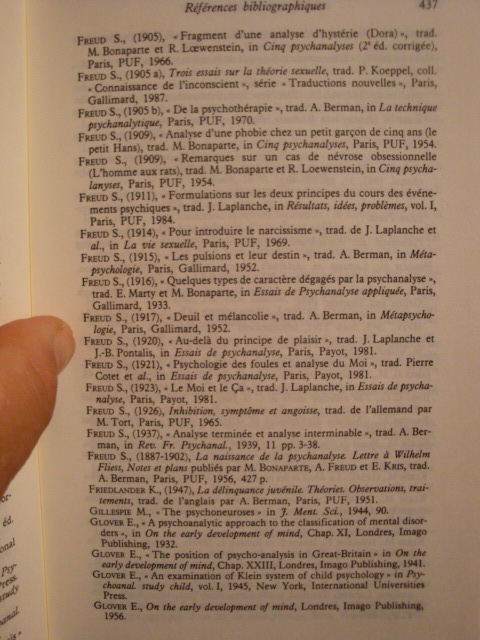 Références bibliographiques 437
FREUD S., (1905), « Fragment d'une analyse d'hystérie (Dora) », trad.
M. Bonaparte et R. Lœwenstein, in Cinq psychanalyses (2e éd. corrigée),
Paris, PUF, 1966.
FREUD S., (1905 a), Trois essais sur la théorie sexuelle, trad. P. Koeppel, coll.
« Connaissance de l'inconscient », série « Traductions nouvelles », Paris,
Gallimard, 1987.
FREUD S., (1905 b), « De la psychothérapie », trad. A. Berman, in La technique
psychanalytique, Paris, PUF, 1970.
FREUD S., (1909), « Analyse d'une phobie chez un petit garçon de cinq ans (le
petit Hans), trad. M. Bonaparte, in Cinq psychanalyses, Paris, PUF, 1954.
FREUD S., (1909), « Remarques sur un cas de névrose obsessionnelle
(L'homme aux rats), trad. M. Bonaparte et R. Loewenstein, in Cinq psycha-
lanyses, Paris, PUF, 1954.
FREUD S., (1911), « Formulations sur les deux principes du cours des événe-
ments psychiques », trad. J. Laplanche, in Résultats, idées, problèmes, vol. I,
Paris, PUF, 1984.
FREUD S., (1914), « Pour introduire le narcissisme », trad. de J. Laplanche et
al., in La vie sexuelle, Paris, PUF, 1969.
FREUD S., (1915), « Les pulsions et leur destin », trad. A. Berman, in Méta-
psychologie, Paris, Gallimard, 1952.
FREUD S., (1916), « Quelques types de caractère dégagés par la psychanalyse »,
trad. E. Marty et M. Bonaparte, in Essais de Psychanalyse appliquée, Paris,
Gallimard, 1933.
FREUD S., (1917), « Deuil et mélancolie », trad. A. Berman, in Métapsycho-
logie, Paris, Gallimard, 1952.
FREUD S., (1920), « Au-delà du principe de plaisir », trad. J. Laplanche et
J.-B. Pontalis, in Essais de psychanalyse, Paris, Payot, 1981.
FREUD S., (1921), « Psychologie des foules et analyse du Moi », trad. Pierre
Cotet et al., in Essais de psychanalyse, Paris, Payot, 1981.
FREUD S., (1923), « Le Moi et le Ça », trad. J. Laplanche, in Essais de psycha-
nalyse, Paris, Payot, 1981.
FREUD S., (1926), Inhibition, symptôme et angoisse, trad. de l'allemand par
M. Tort, Paris, PUF, 1965.
FREUD S., (1937), « Analyse terminée et analyse interminable », trad. A. Ber-
man, in Rev. Fr. Psychanal., 1939, 11 pp. 3-38.
FREUD S., (1887-1902), La naissance de la psychanalyse. Lettre à Wilhelm
Fliess, Notes et plans publiés par M. BONAPARTE, A. FREUD et E. KRIS, trad.
A. Berman, Paris, PUF, 1956, 427 p.
FRIEDLANDER K., (1947), La délinquance juvénile. Théories. Observations, trai-
tements, trad. de l'anglais par A. Berman, Paris, PUF, 1951.
GILLESPIE M., « The psychoneuroses » in J. Ment. Sci., 1944, 90.
GLOVER E., « A psychoanalytic approach to the classification of mental disor-
ders », in On the early development of mind, Chap. XI, Londres, Imago
Publishing, 1932.
GLOVER E., « The position of psycho-analysis in Great-Britain » in On the
early development of mind, Chap. XXIII, Londres, Imago Publishing, 1941.
GLOVER E., « An examination of Klein system of child psychology » in Psy-
choanal. study child, vol. I, 1945, New York, International Universities
Press.
GLOVER E., On the early development of mind, Londres, Imago Publishing,
1956.
éd.
Psy-
Press.
study